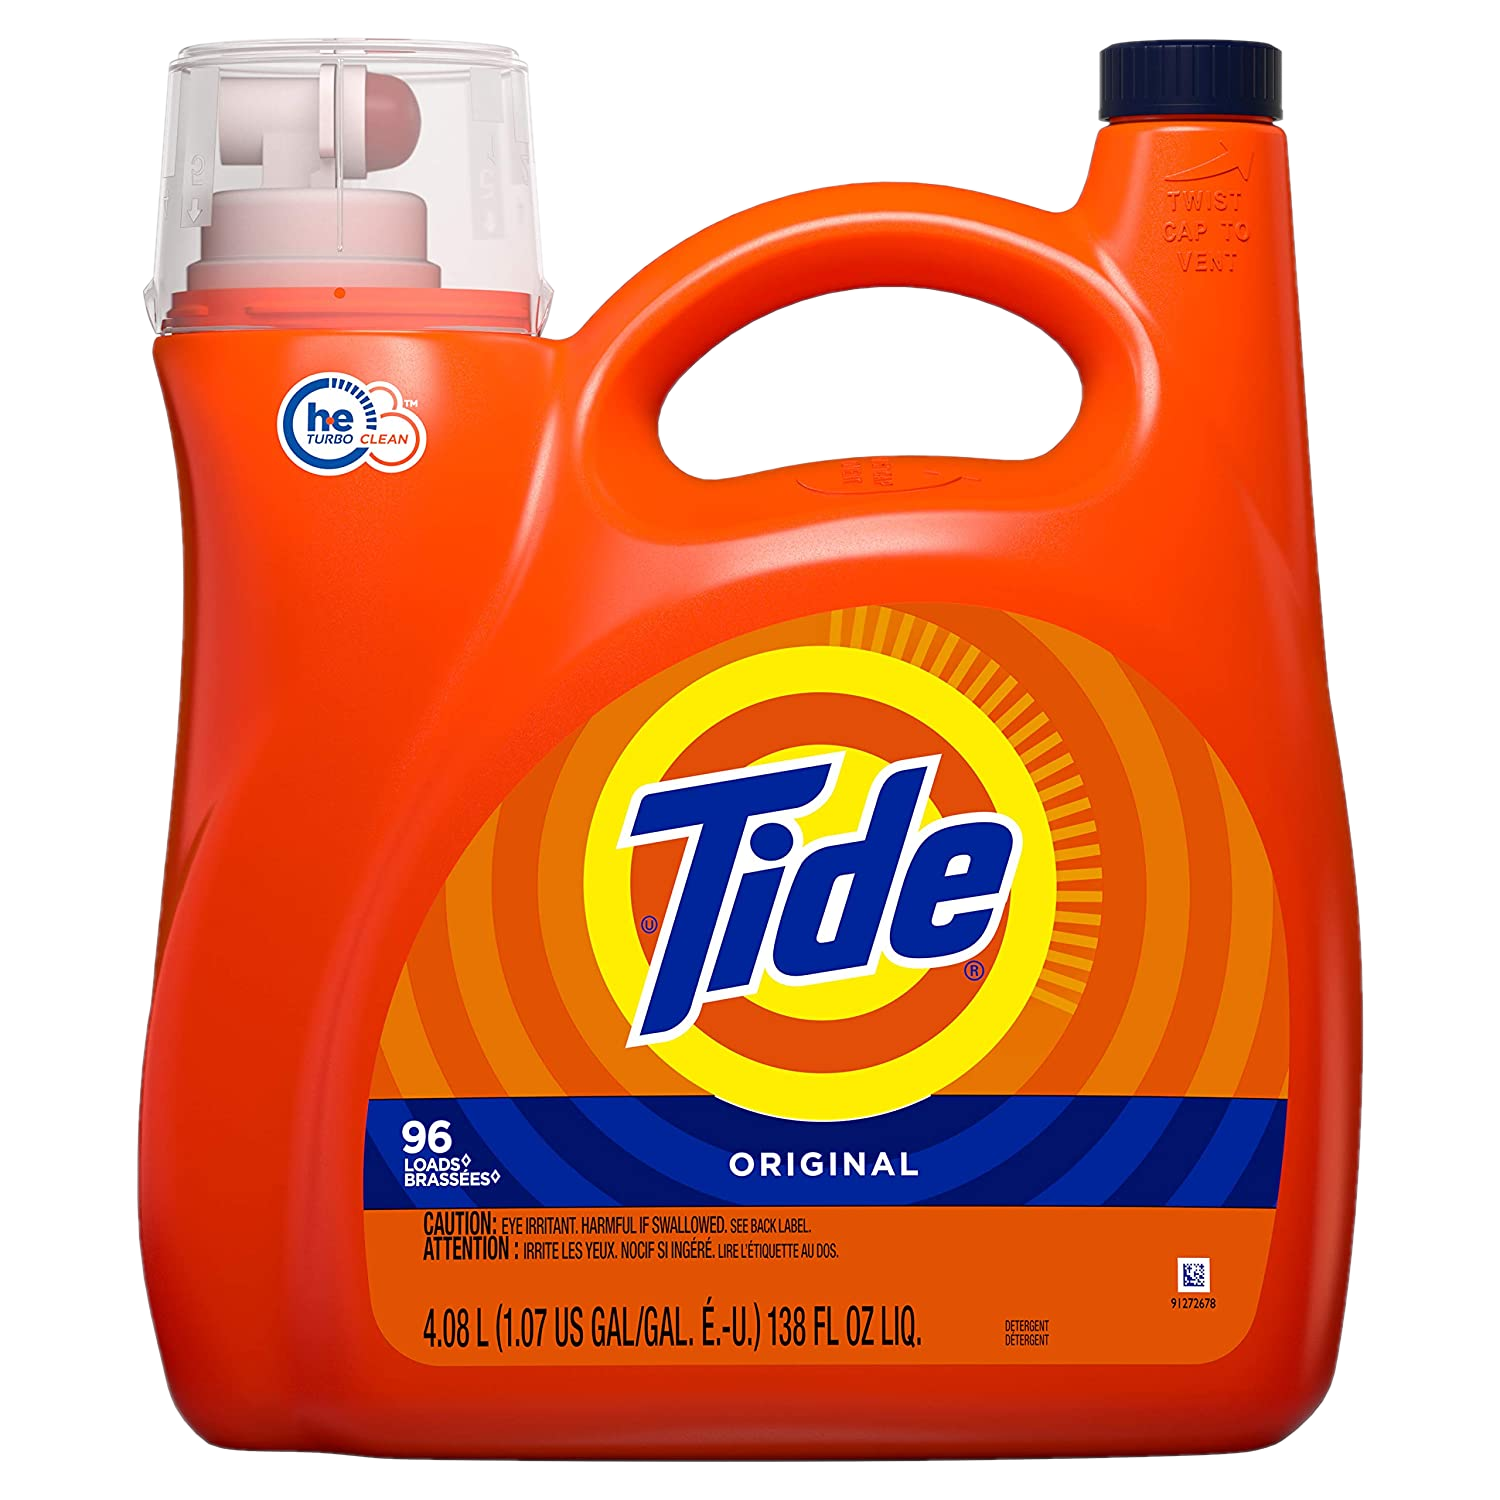 TWIST
CAP TO
VENT
h·e ™
TURBO CLEAN
Tide
U
®
96
LOADS◊
BRASSÉES◊
ORIGINAL
CAUTION: EYE IRRITANT. HARMFUL IF SWALLOWED. SEE BACK LABEL.
ATTENTION : IRRITE LES YEUX. NOCIF SI INGÉRÉ. LIRE L'ÉTIQUETTE AU DOS.
91272678
4.08 L (1.07 US GAL/GAL. É.-U.) 138 FL OZ LIQ.
DETERGENT
DÉTERGENT